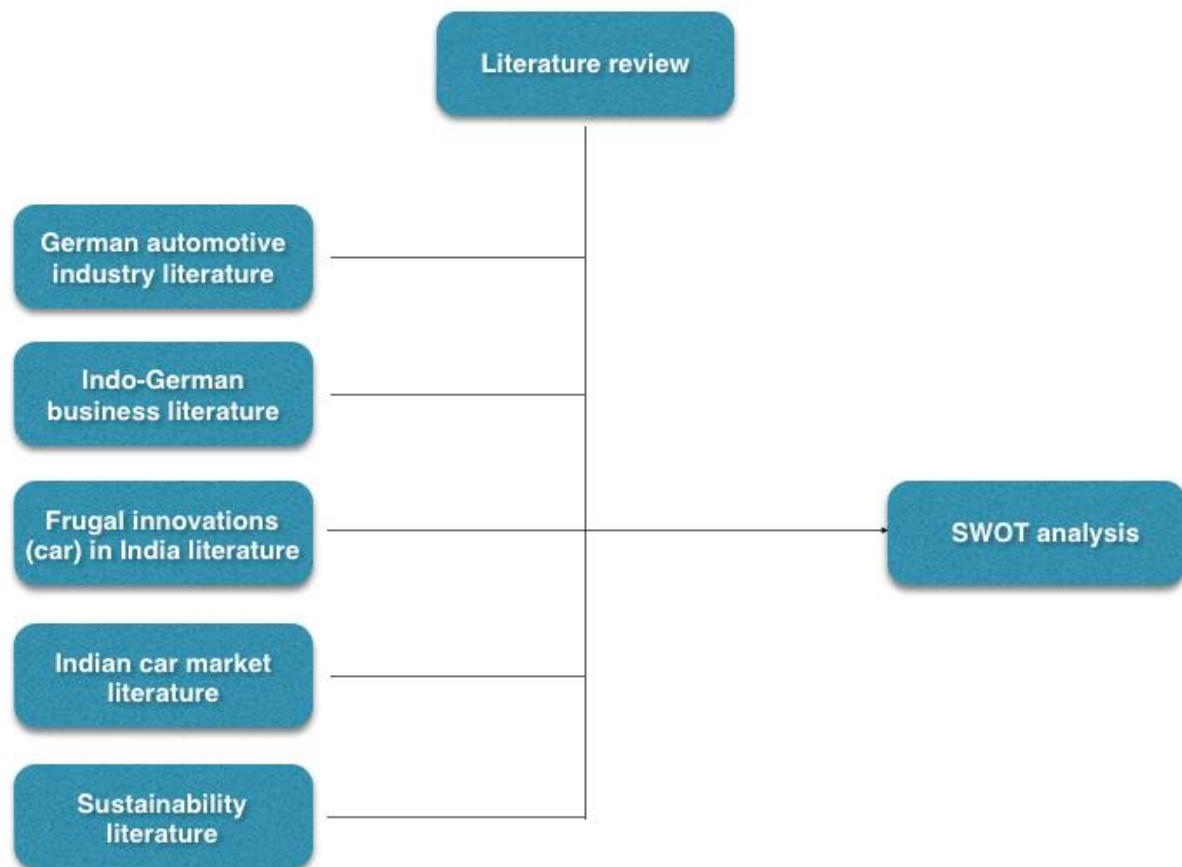 Literature review
German automotive
industry literature
Indo-German
business literature
Frugal innovations
(car) in India literature
SWOT analysis
Indian car market
literature
Sustainability
literature